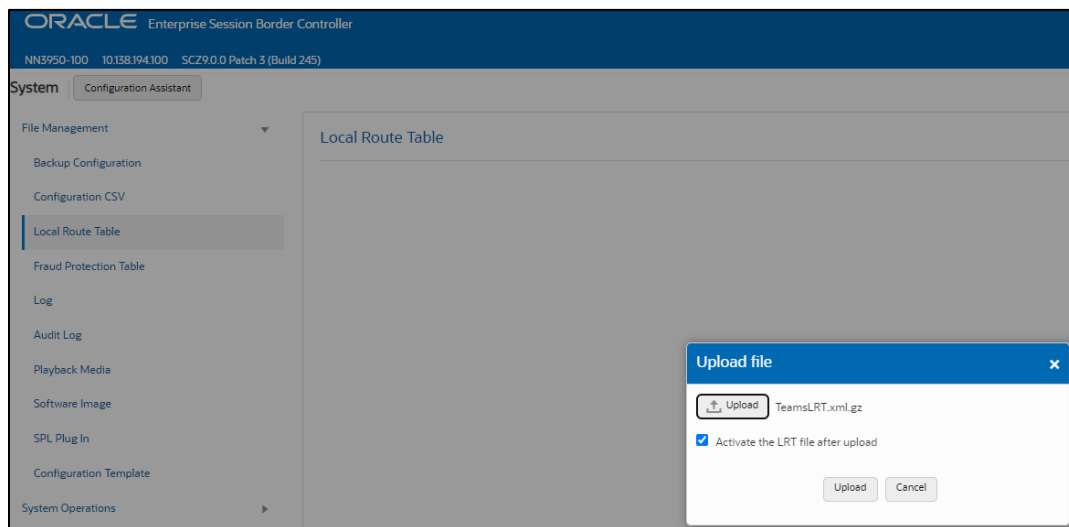 ORACLE Enterprise Session Border Controller
NN3950-100 10.138.194.100 SCZ9.0.0 Patch 3 (Build 245)
System Configuration Assistant
File Management
Local Route Table
Backup Configuration
Configuration CSV
Local Route Table
Fraud Protection Table
Log
Audit Log
Playback Media
Software Image
SPL Plug In
Configuration Template
System Operations
Upload file
Upload TeamsLRT.xml.gz
Activate the LRT file after upload
Upload Cancel